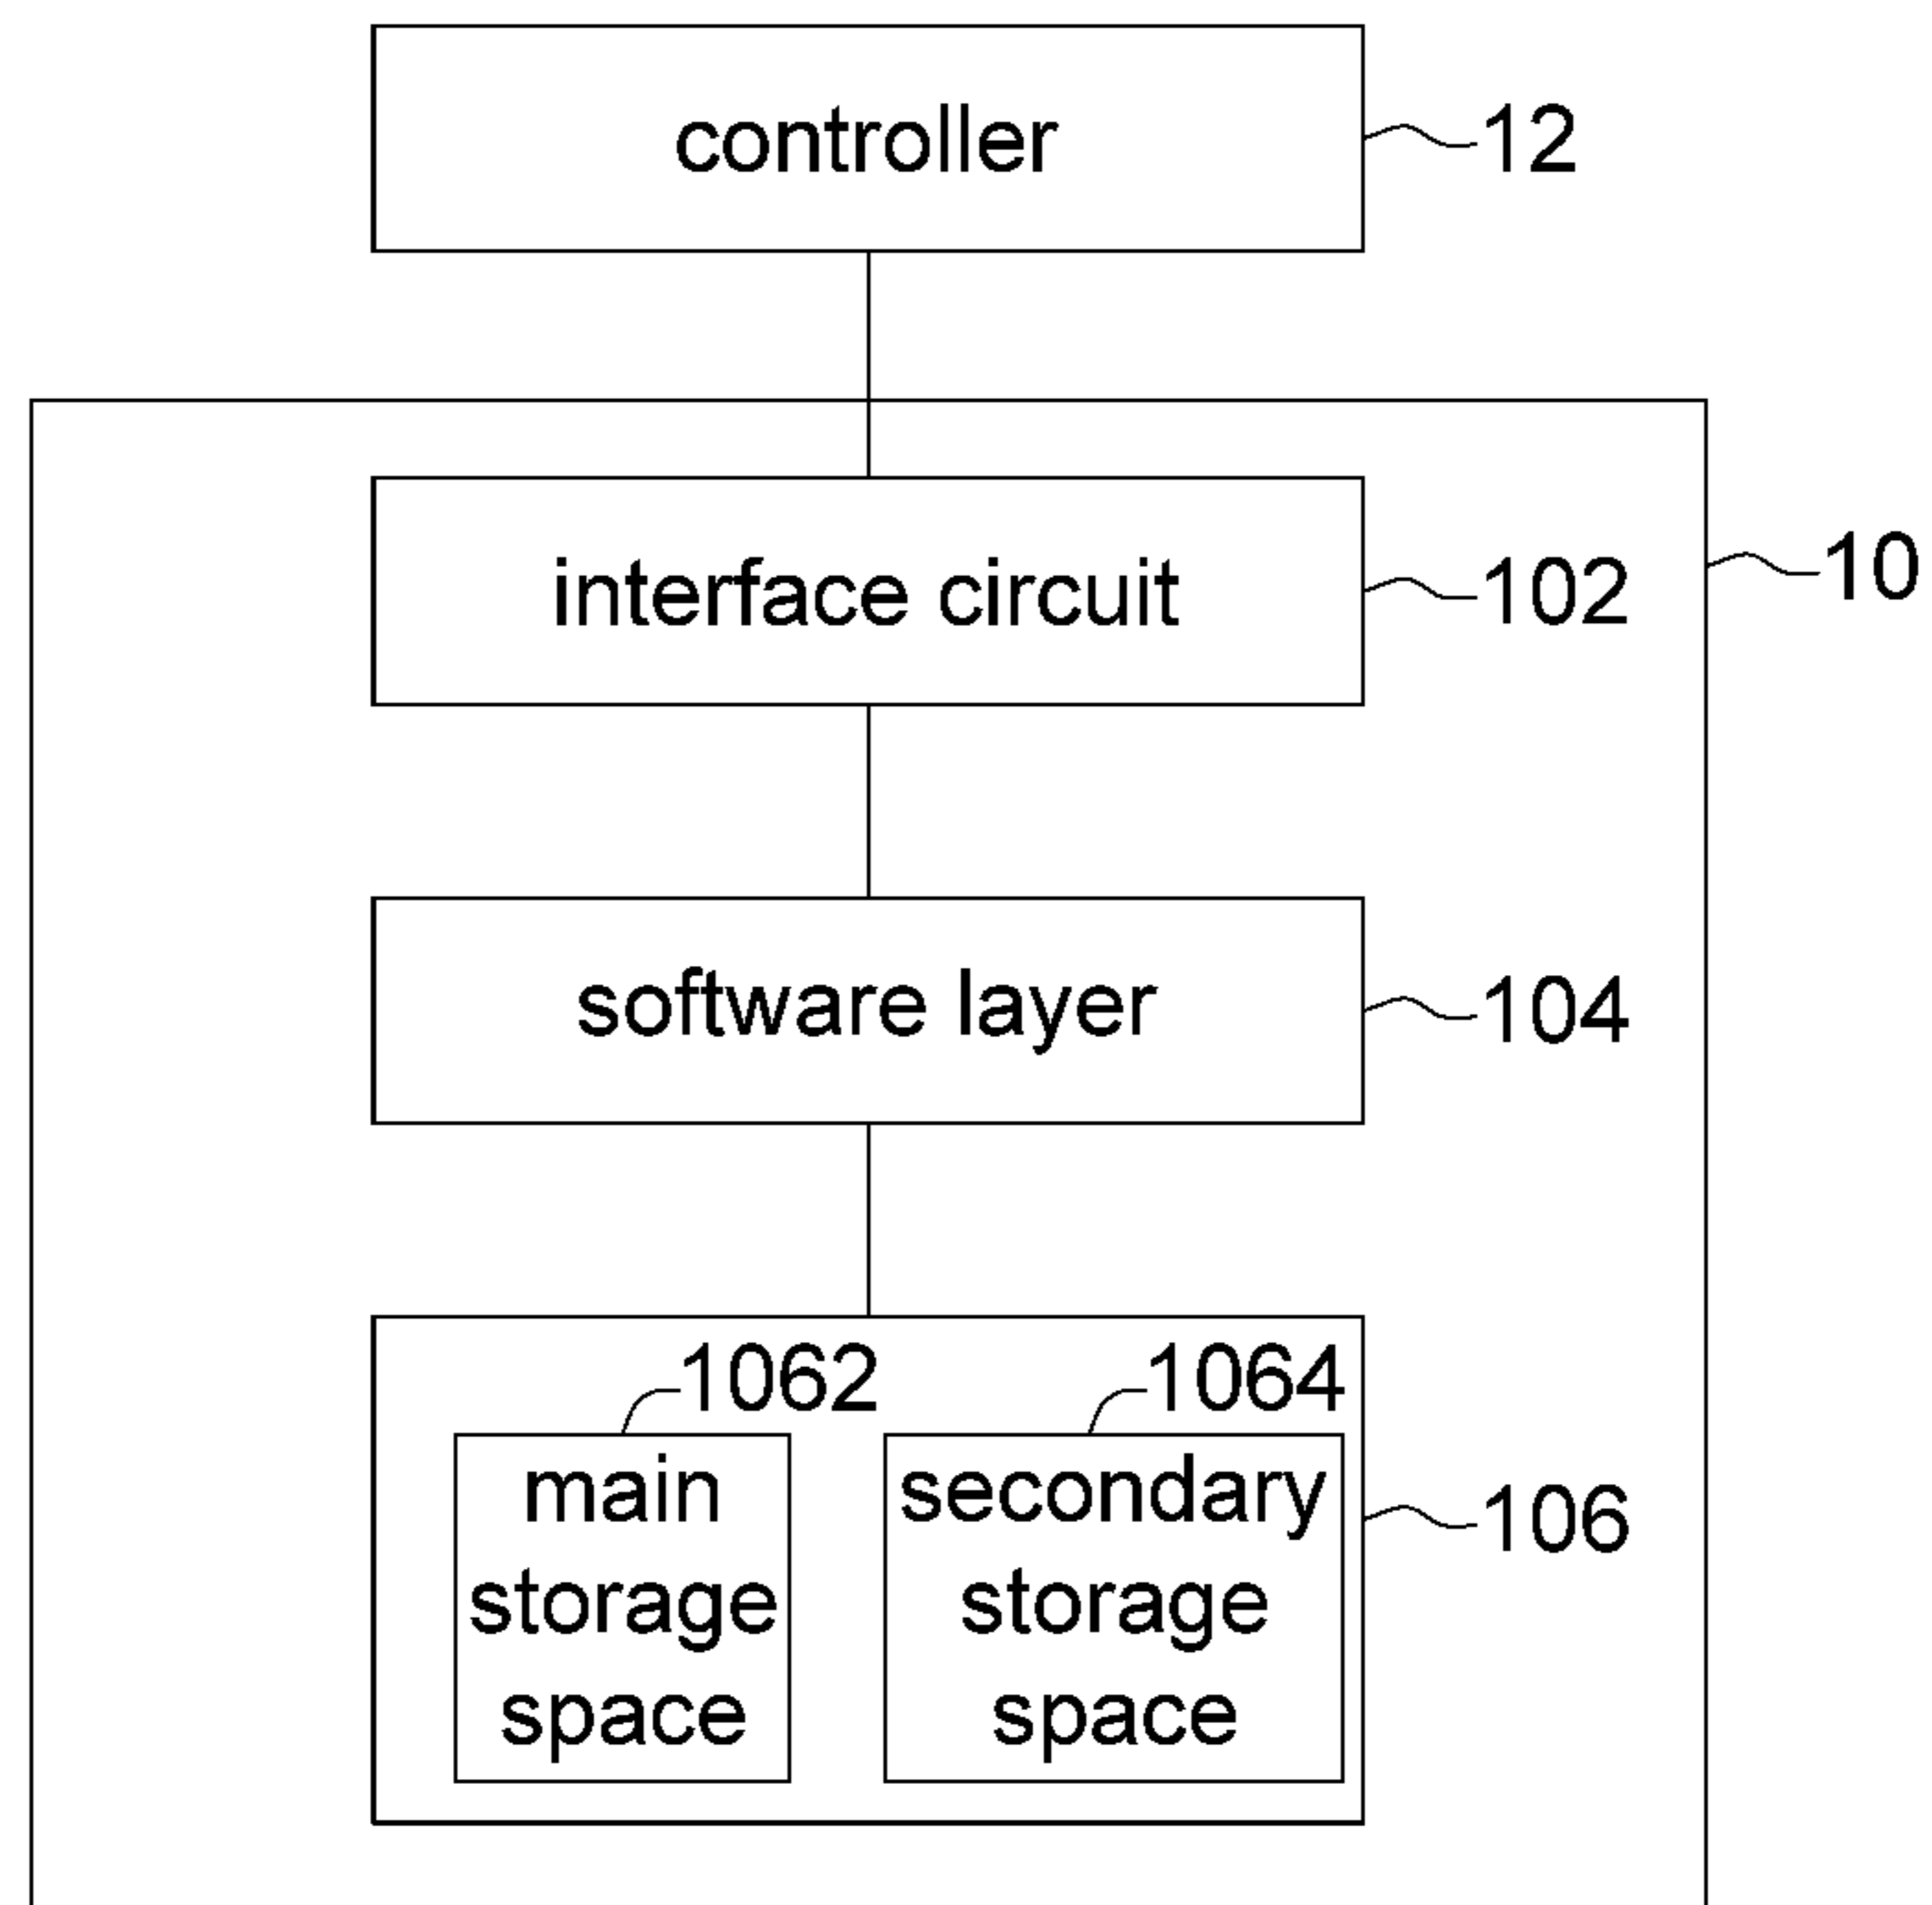 controller
12
interface circuit
102
10
software layer
104
1062
1064
main
storage
space
secondary
storage
space
106